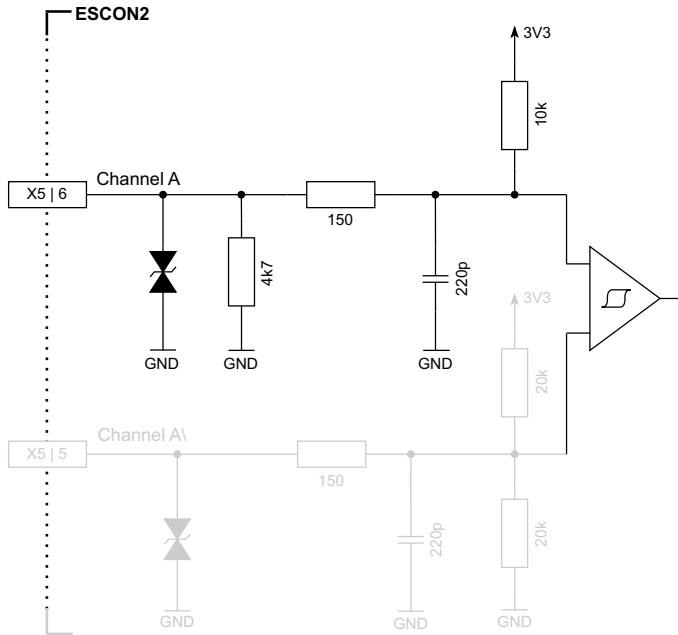 ESCON2
3V3
10k
Channel A
X5 | 6
150
4k7
220p
GND
GND
GND
3V3
20k
Channel A\
X5 | 5
150
220p
20k
GND
GND
GND